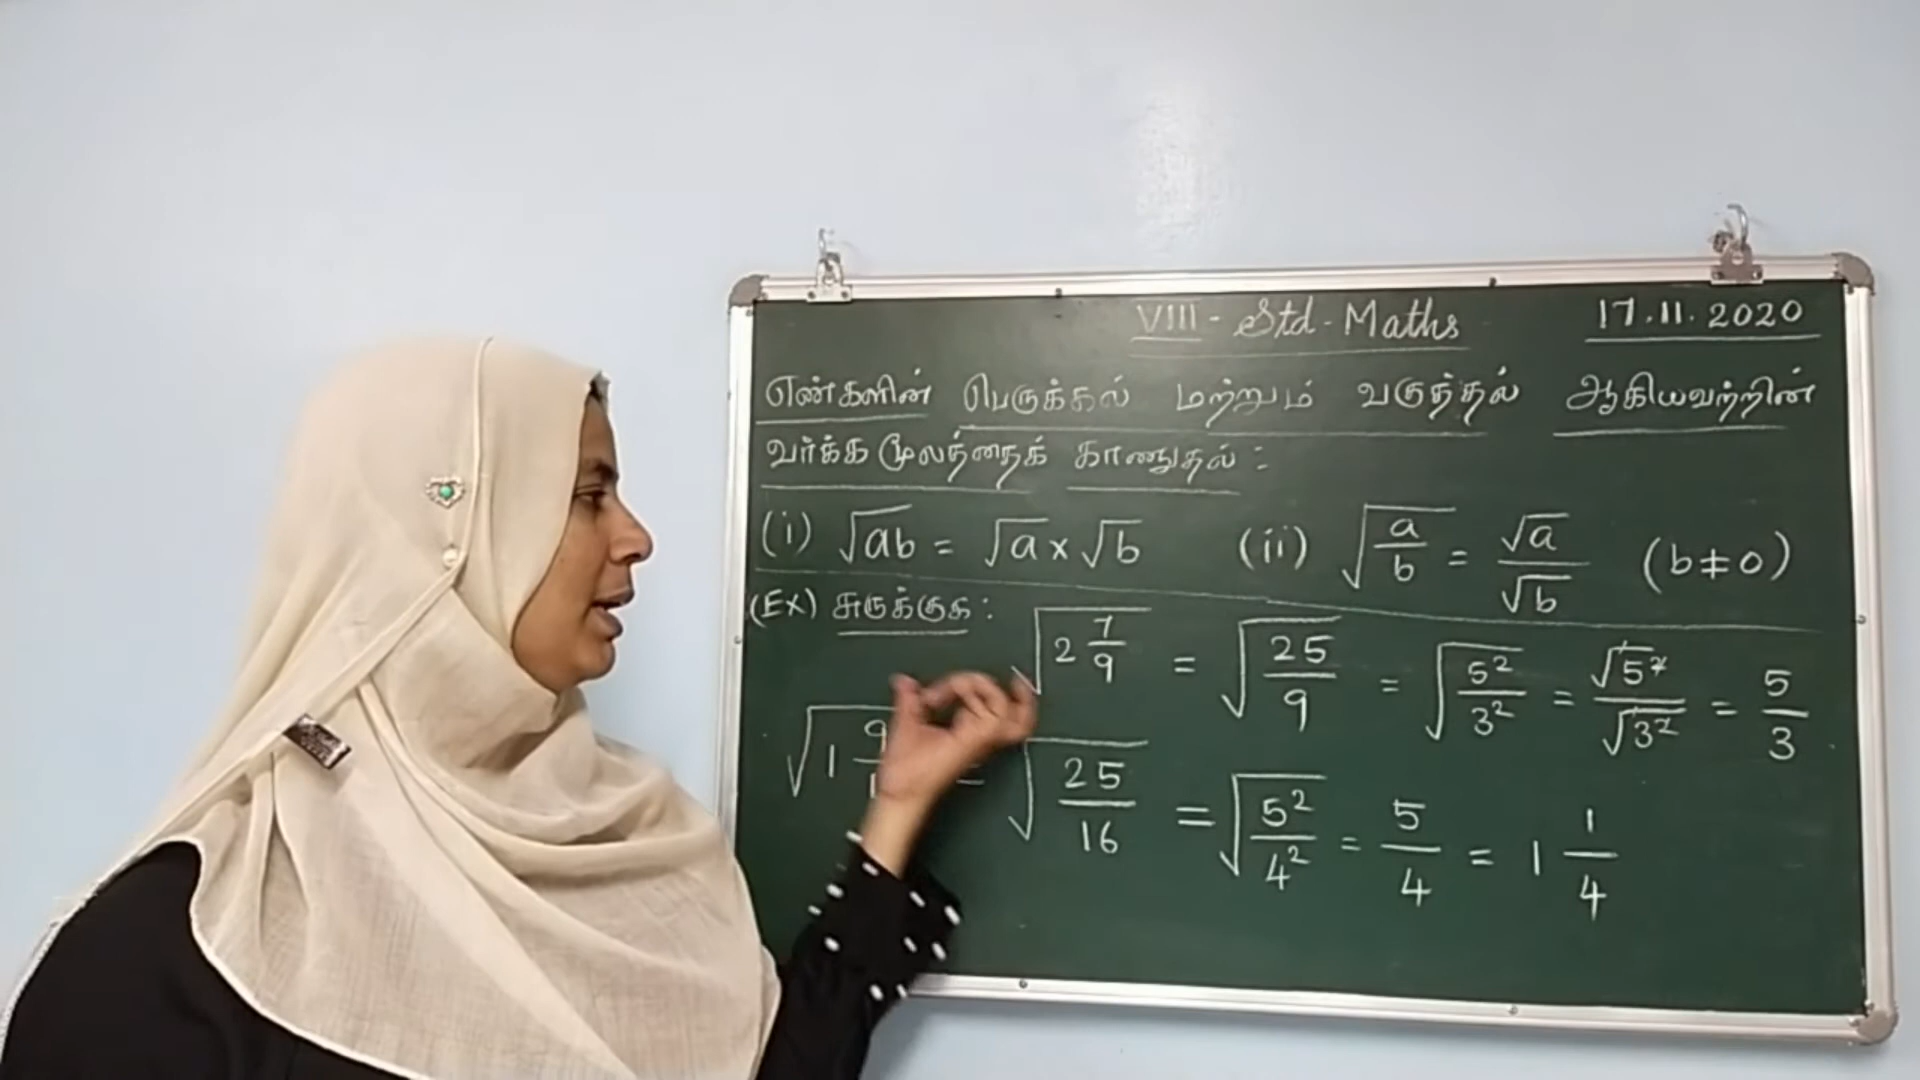 VIII - Std - Maths 17.11.2020
எண்களின் பெருக்கல் மற்றும் வகுத்தல் ஆகியவற்றின்
வர்க்க மூலத்தைக் காணுதல் :
(i) √ab = √a × √b (ii) √(a/b) = √a/√b (b ≠ 0)
(Ex) சுருக்குக :
√(2 7/9) = √(25/9) = √(5²/3²) = √5²/√3² = 5/3
√(1 9/ = √(25/16) = √(5²/4²) = 5/4 = 1 1/4